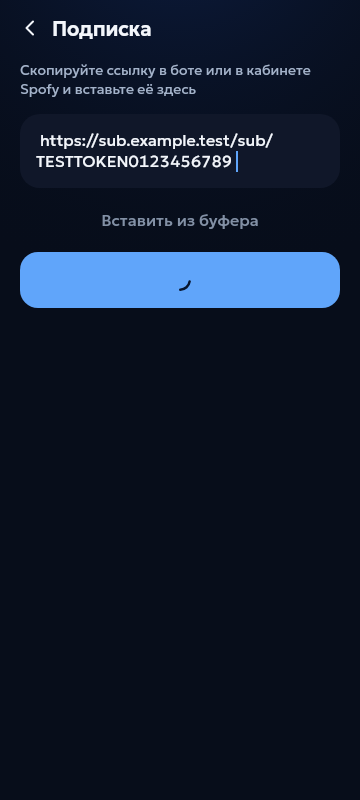 Подписка
Скопируйте ссылку в боте или в кабинете
Spofy и вставьте её здесь
https://sub.example.test/sub/
TESTTOKEN0123456789
Вставить из буфера